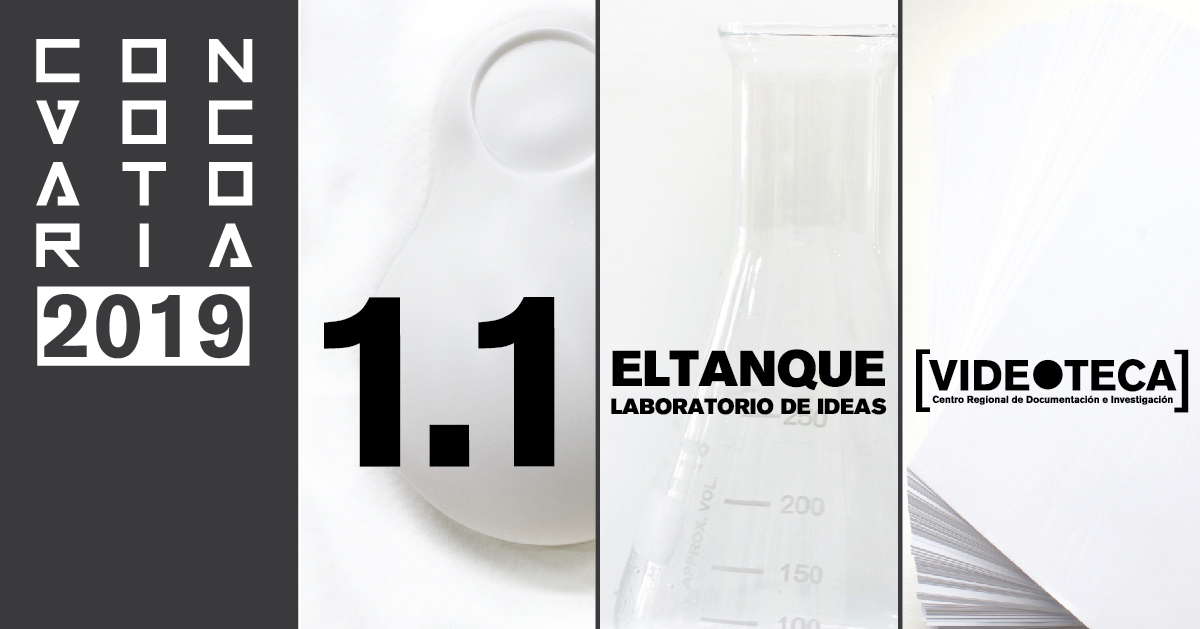 CON
VOC
ATO
RIA
2019
1.1
ELTANQUE
LABORATORIO DE IDEAS
250
200
150
100
APPROX. VOL.
[VIDEOTECA]
Centro Regional de Documentación e Investigación